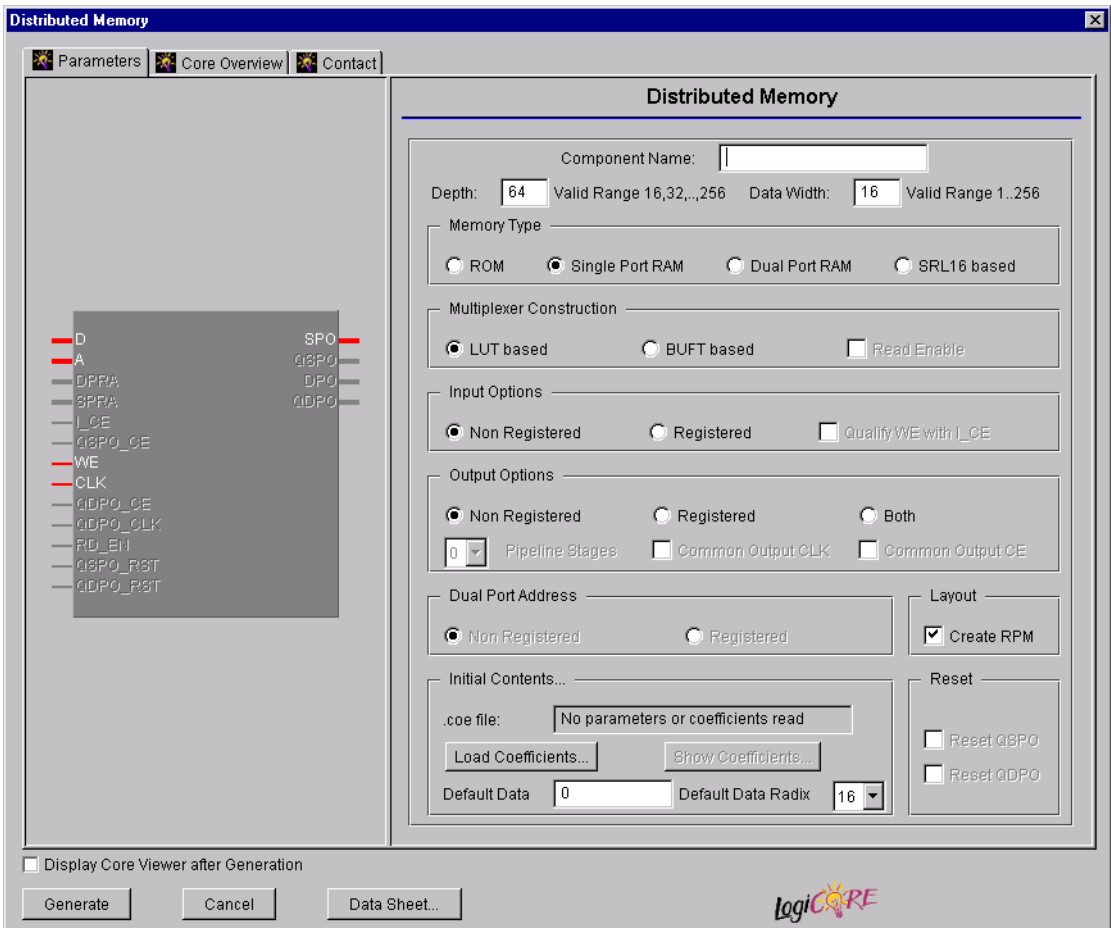 Distributed Memory
Parameters Core Overview Contact
Distributed Memory
Component Name:
Depth: 64 Valid Range 16,32,..,256 Data Width: 16 Valid Range 1..256
Memory Type
ROM Single Port RAM Dual Port RAM SRL16 based
Multiplexer Construction
LUT based BUFT based Read Enable
Input Options
Non Registered Registered Qualify WE with I_CE
Output Options
Non Registered Registered Both
0 Pipeline Stages Common Output CLK Common Output CE
Dual Port Address
Non Registered Registered
Layout
Create RPM
Initial Contents...
.coe file: No parameters or coefficients read
Load Coefficients... Show Coefficients...
Default Data 0 Default Data Radix 16
Reset
Reset QSPO
Reset QDPO
D SPO
A QSPO
DPRA DPO
SPRA QDPO
I_CE
QSPO_CE
WE
CLK
QDPO_CE
QDPO_CLK
RD_EN
QSPO_RST
QDPO_RST
Display Core Viewer after Generation
Generate Cancel Data Sheet...
LogiCORE